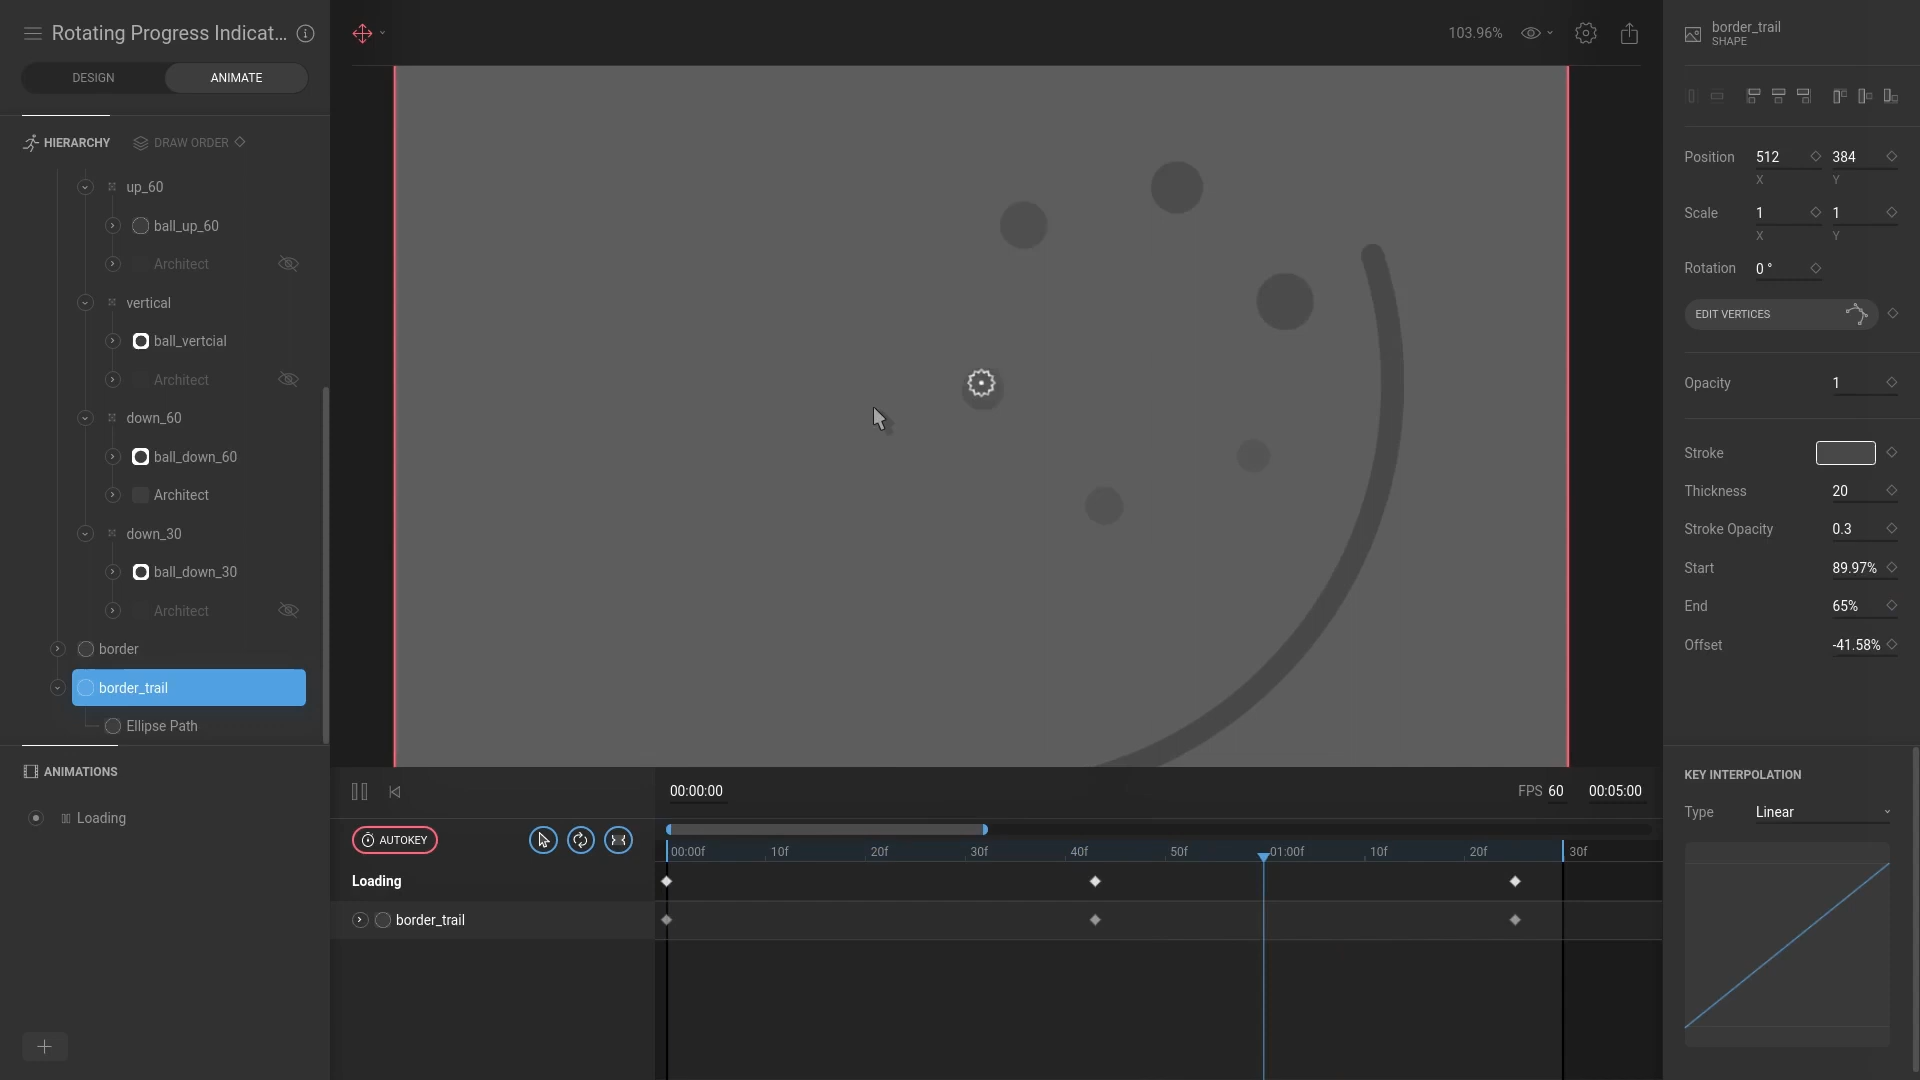 Rotating Progress Indicat...
DESIGN
ANIMATE
HIERARCHY
DRAW ORDER
up_60
ball_up_60
Architect
vertical
ball_vertcial
Architect
down_60
ball_down_60
Architect
down_30
ball_down_30
Architect
border
border_trail
Ellipse Path
ANIMATIONS
Loading
103.96%
00:00:00
FPS 60
00:05:00
AUTOKEY
00:00f 10f 20f 30f 40f 50f 01:00f 10f 20f 30f
Loading
border_trail
border_trail
SHAPE
Position 512 384
X Y
Scale 1 1
X Y
Rotation 0 °
EDIT VERTICES
Opacity 1
Stroke
Thickness 20
Stroke Opacity 0.3
Start 89.97%
End 65%
Offset -41.58%
KEY INTERPOLATION
Type Linear